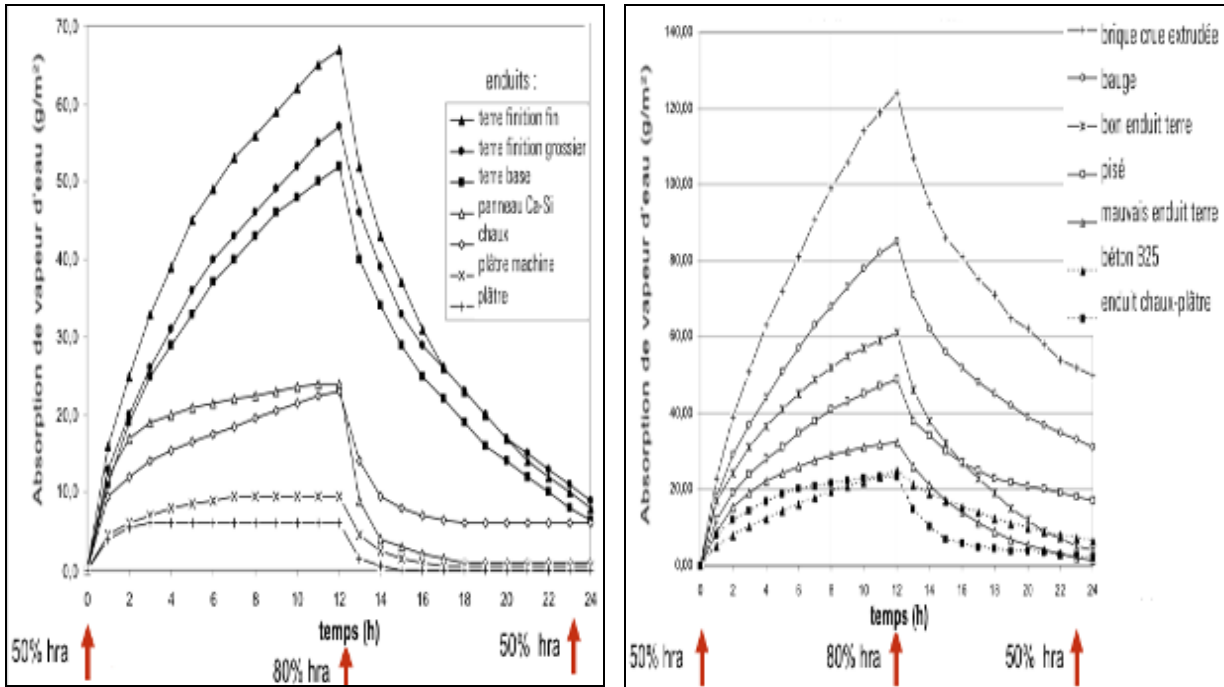 Absorption de vapeur d'eau (g/m²)
70,0
60,0
50,0
40,0
30,0
20,0
10,0
0,0
enduits :
terre finition fin
terre finition grossier
terre base
panneau Ca-Si
chaux
plâtre machine
plâtre
0 2 4 6 8 10 12 14 16 18 20 22 24
temps (h)
50% hra
80% hra
50% hra
Absorption de vapeur d'eau (g/m²)
140,00
120,00
100,00
80,00
60,00
40,00
20,00
0,00
brique crue extrudée
bauge
bon enduit terre
pisé
mauvais enduit terre
béton B25
enduit chaux-plâtre
0 2 4 6 8 10 12 14 16 18 20 22 24
temps (h)
50% hra
80% hra
50% hra